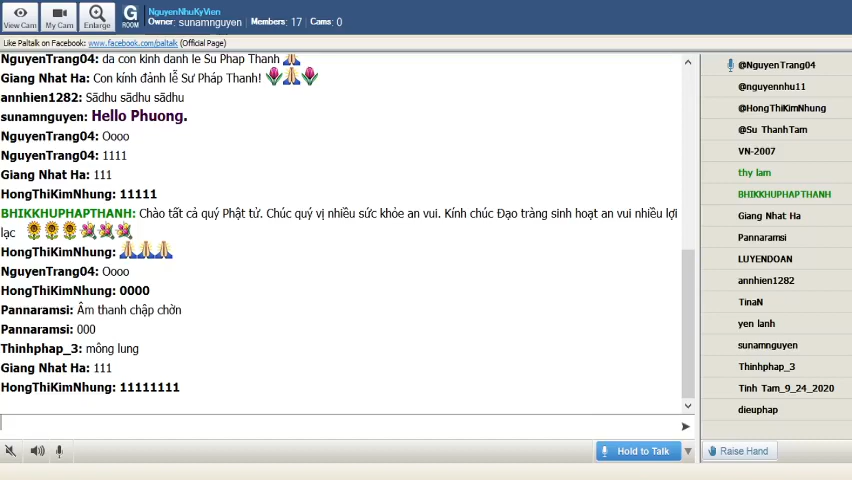 NguyenNhuKyVien
Owner: sunamnguyen Members: 17 Cams: 0
View Cam
My Cam
Enlarge
G
ROOM
Like Paltalk on Facebook: www.facebook.com/paltalk (Official Page)
NguyenTrang04: da con kinh danh le Su Phap Thanh
Giang Nhat Ha: Con kính đảnh lễ Sư Pháp Thanh!
annhien1282: Sādhu sādhu sādhu
sunamnguyen: Hello Phuong.
NguyenTrang04: Oooo
NguyenTrang04: 1111
Giang Nhat Ha: 111
HongThiKimNhung: 11111
BHIKKHUPHAPTHANH: Chào tất cả quý Phật tử. Chúc quý vị nhiều sức khỏe an vui. Kính chúc Đạo tràng sinh hoạt an vui nhiều lợi
lạc
HongThiKimNhung:
NguyenTrang04: Oooo
HongThiKimNhung: 0000
Pannaramsi: Âm thanh chập chờn
Pannaramsi: 000
Thinhphap_3: mông lung
Giang Nhat Ha: 111
HongThiKimNhung: 11111111
Hold to Talk
@NguyenTrang04
@nguyennhu11
@HongThiKimNhung
@Su ThanhTam
VN-2007
thy lam
BHIKKHUPHAPTHANH
Giang Nhat Ha
Pannaramsi
LUYENDOAN
annhien1282
TinaN
yen lanh
sunamnguyen
Thinhphap_3
Tinh Tam_9_24_2020
dieuphap
Raise Hand